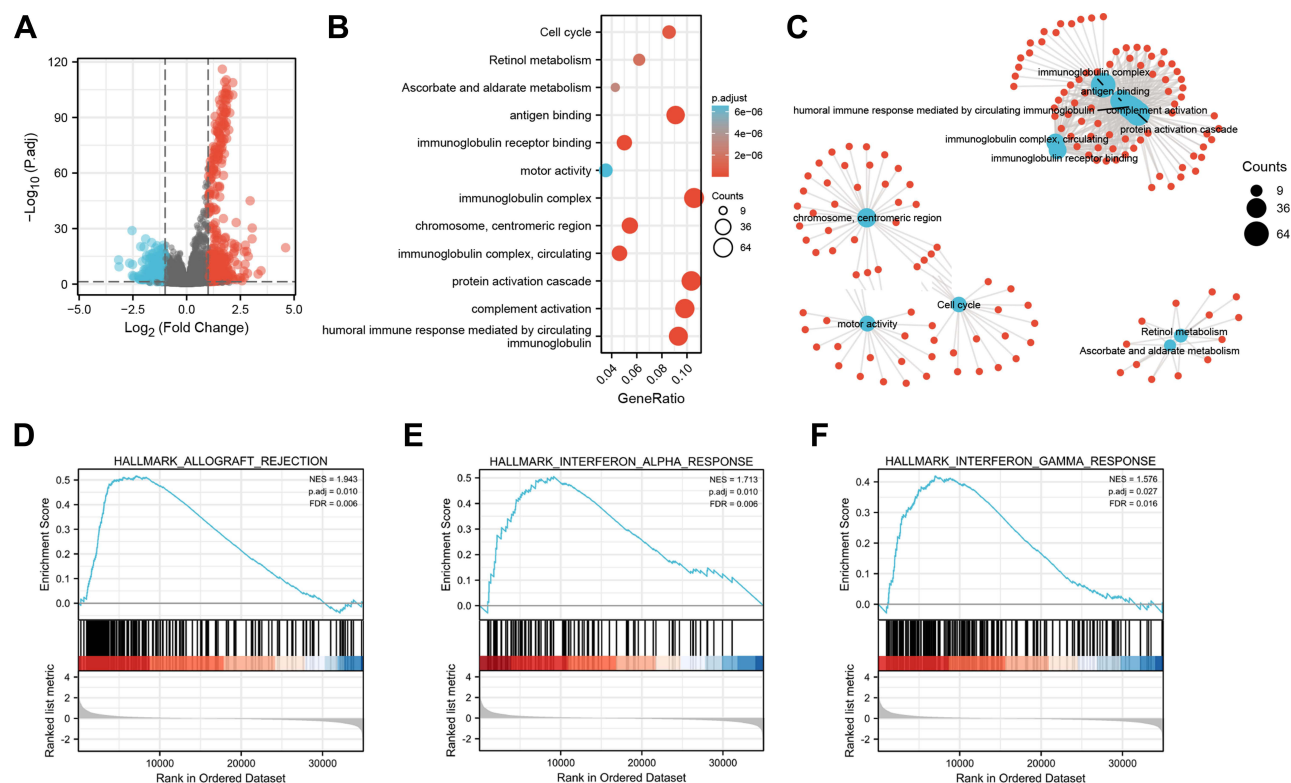 A
120
90
60
30
0
−Log10 (P.adj)
−5.0
−2.5
0.0
2.5
5.0
Log2 (Fold Change)
B
Cell cycle
Retinol metabolism
Ascorbate and aldarate metabolism
antigen binding
immunoglobulin receptor binding
motor activity
immunoglobulin complex
chromosome, centromeric region
immunoglobulin complex, circulating
protein activation cascade
complement activation
humoral immune response mediated by circulating
immunoglobulin
0.04
0.06
0.08
0.10
GeneRatio
p.adjust
6e−06
4e−06
2e−06
Counts
9
36
64
C
immunoglobulin complex
antigen binding
humoral immune response mediated by circulating immunoglobulin
complement activation
protein activation cascade
immunoglobulin complex, circulating
immunoglobulin receptor binding
chromosome, centromeric region
Cell cycle
motor activity
Retinol metabolism
Ascorbate and aldarate metabolism
Counts
9
36
64
D
HALLMARK_ALLOGRAFT_REJECTION
NES = 1.943
p.adj = 0.010
FDR = 0.006
0.5
0.4
0.3
0.2
0.1
0.0
Enrichment Score
4
2
0
-2
Ranked list metric
10000
20000
30000
Rank in Ordered Dataset
E
HALLMARK_INTERFERON_ALPHA_RESPONSE
NES = 1.713
p.adj = 0.010
FDR = 0.006
0.5
0.4
0.3
0.2
0.1
0.0
Enrichment Score
4
2
0
-2
Ranked list metric
10000
20000
30000
Rank in Ordered Dataset
F
HALLMARK_INTERFERON_GAMMA_RESPONSE
NES = 1.576
p.adj = 0.027
FDR = 0.016
0.4
0.3
0.2
0.1
0.0
Enrichment Score
4
2
0
-2
Ranked list metric
10000
20000
30000
Rank in Ordered Dataset